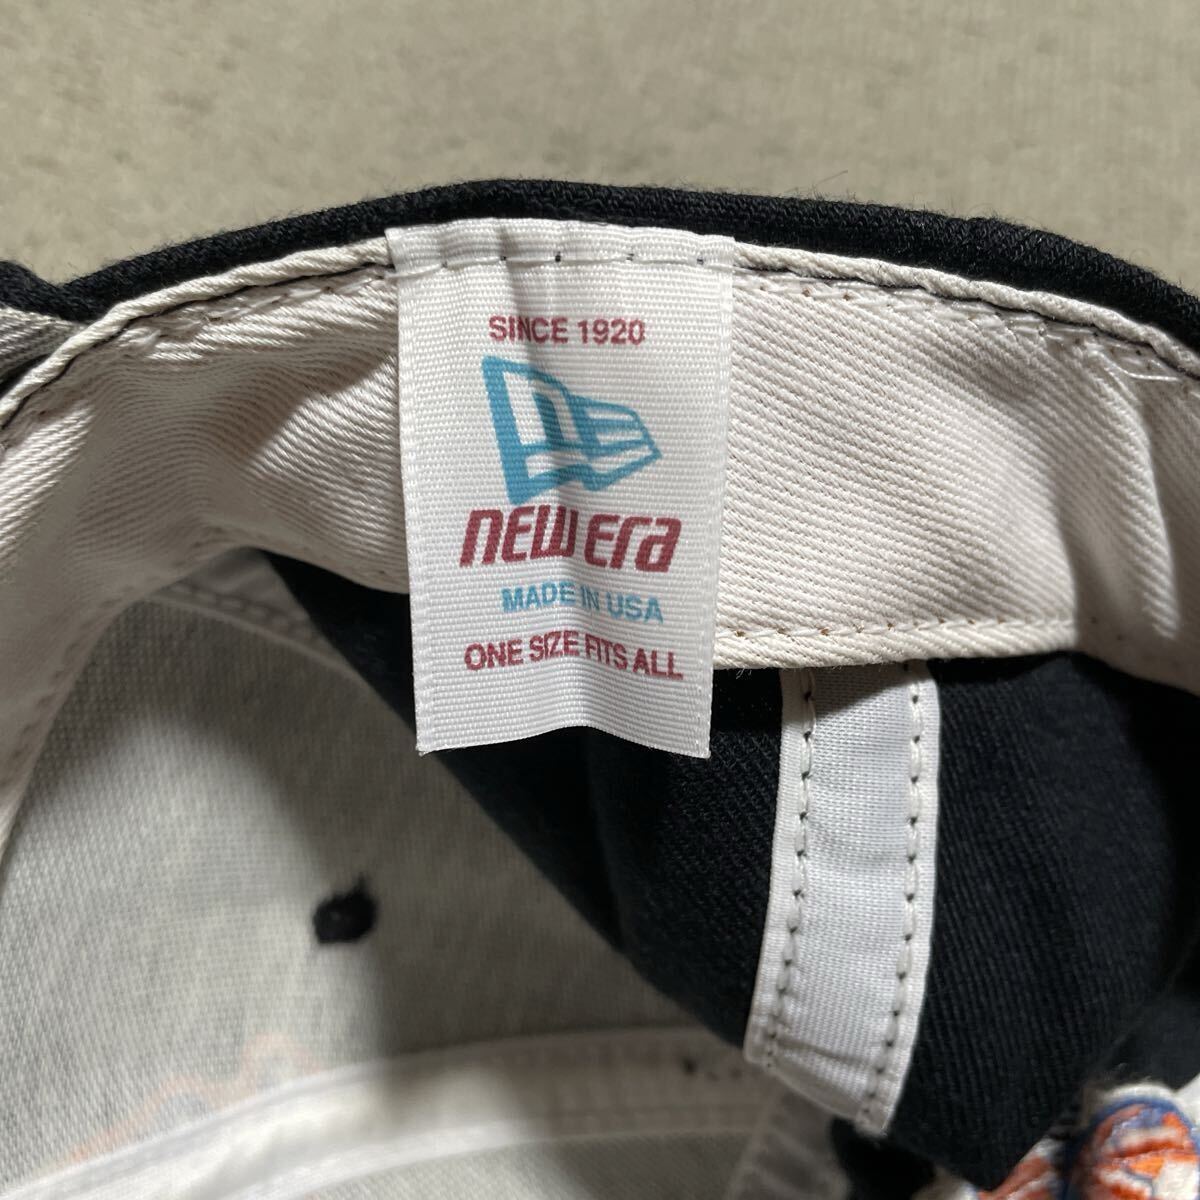 SINCE 1920
new era
MADE IN USA
ONE SIZE FITS ALL